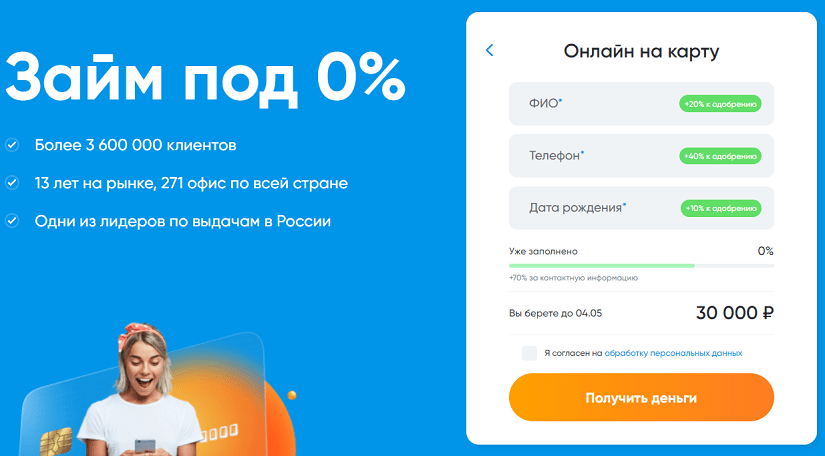 Займ под 0%
Более 3 600 000 клиентов
13 лет на рынке, 271 офис по всей стране
Одни из лидеров по выдачам в России
Онлайн на карту
ФИО*
+20% к одобрению
Телефон*
+40% к одобрению
Дата рождения*
+10% к одобрению
Уже заполнено 0%
+70% за контактную информацию
Вы берете до 04.05 30 000 ₽
Я согласен на обработку персональных данных
Получить деньги